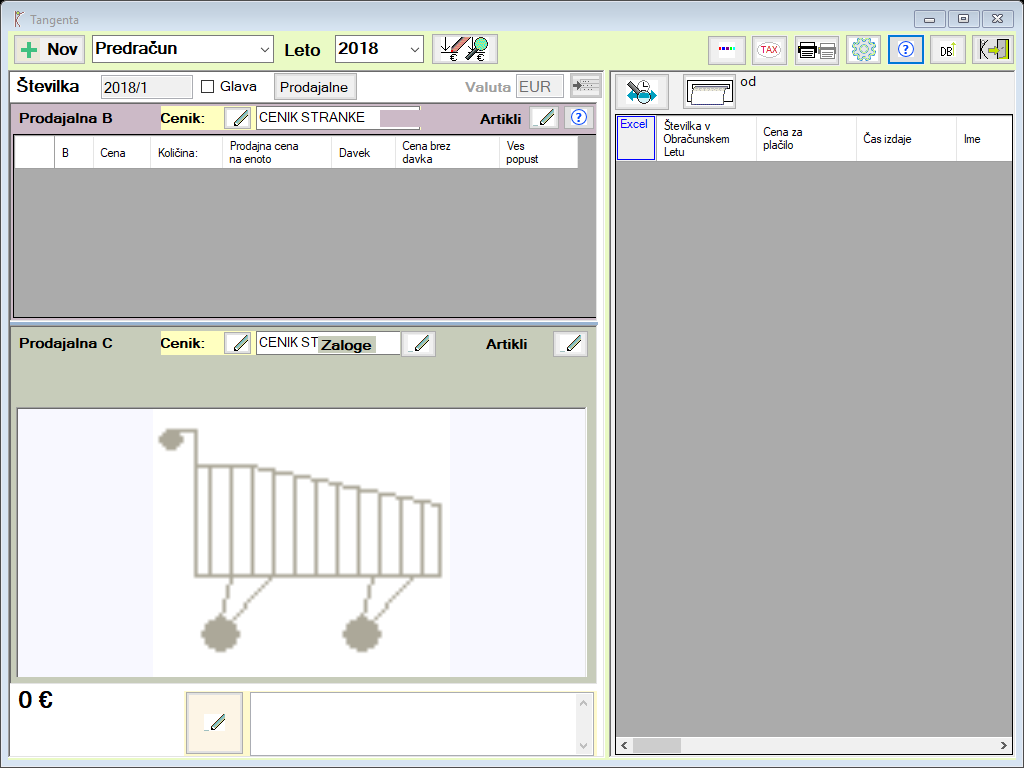 Tangenta
Nov
Predračun
Leto
2018
TAX
?
DB
Številka
2018/1
Glava
Prodajalne
Valuta
EUR
od
Prodajalna B
Cenik:
CENIK STRANKE
Artikli
?
B
Cena
Količina:
Prodajna cena
na enoto
Davek
Cena brez
davka
Ves
popust
Excel
Številka v
Obračunskem
Letu
Cena za
plačilo
Čas izdaje
Ime
Prodajalna C
Cenik:
CENIK ST
Zaloge
Artikli
0 €